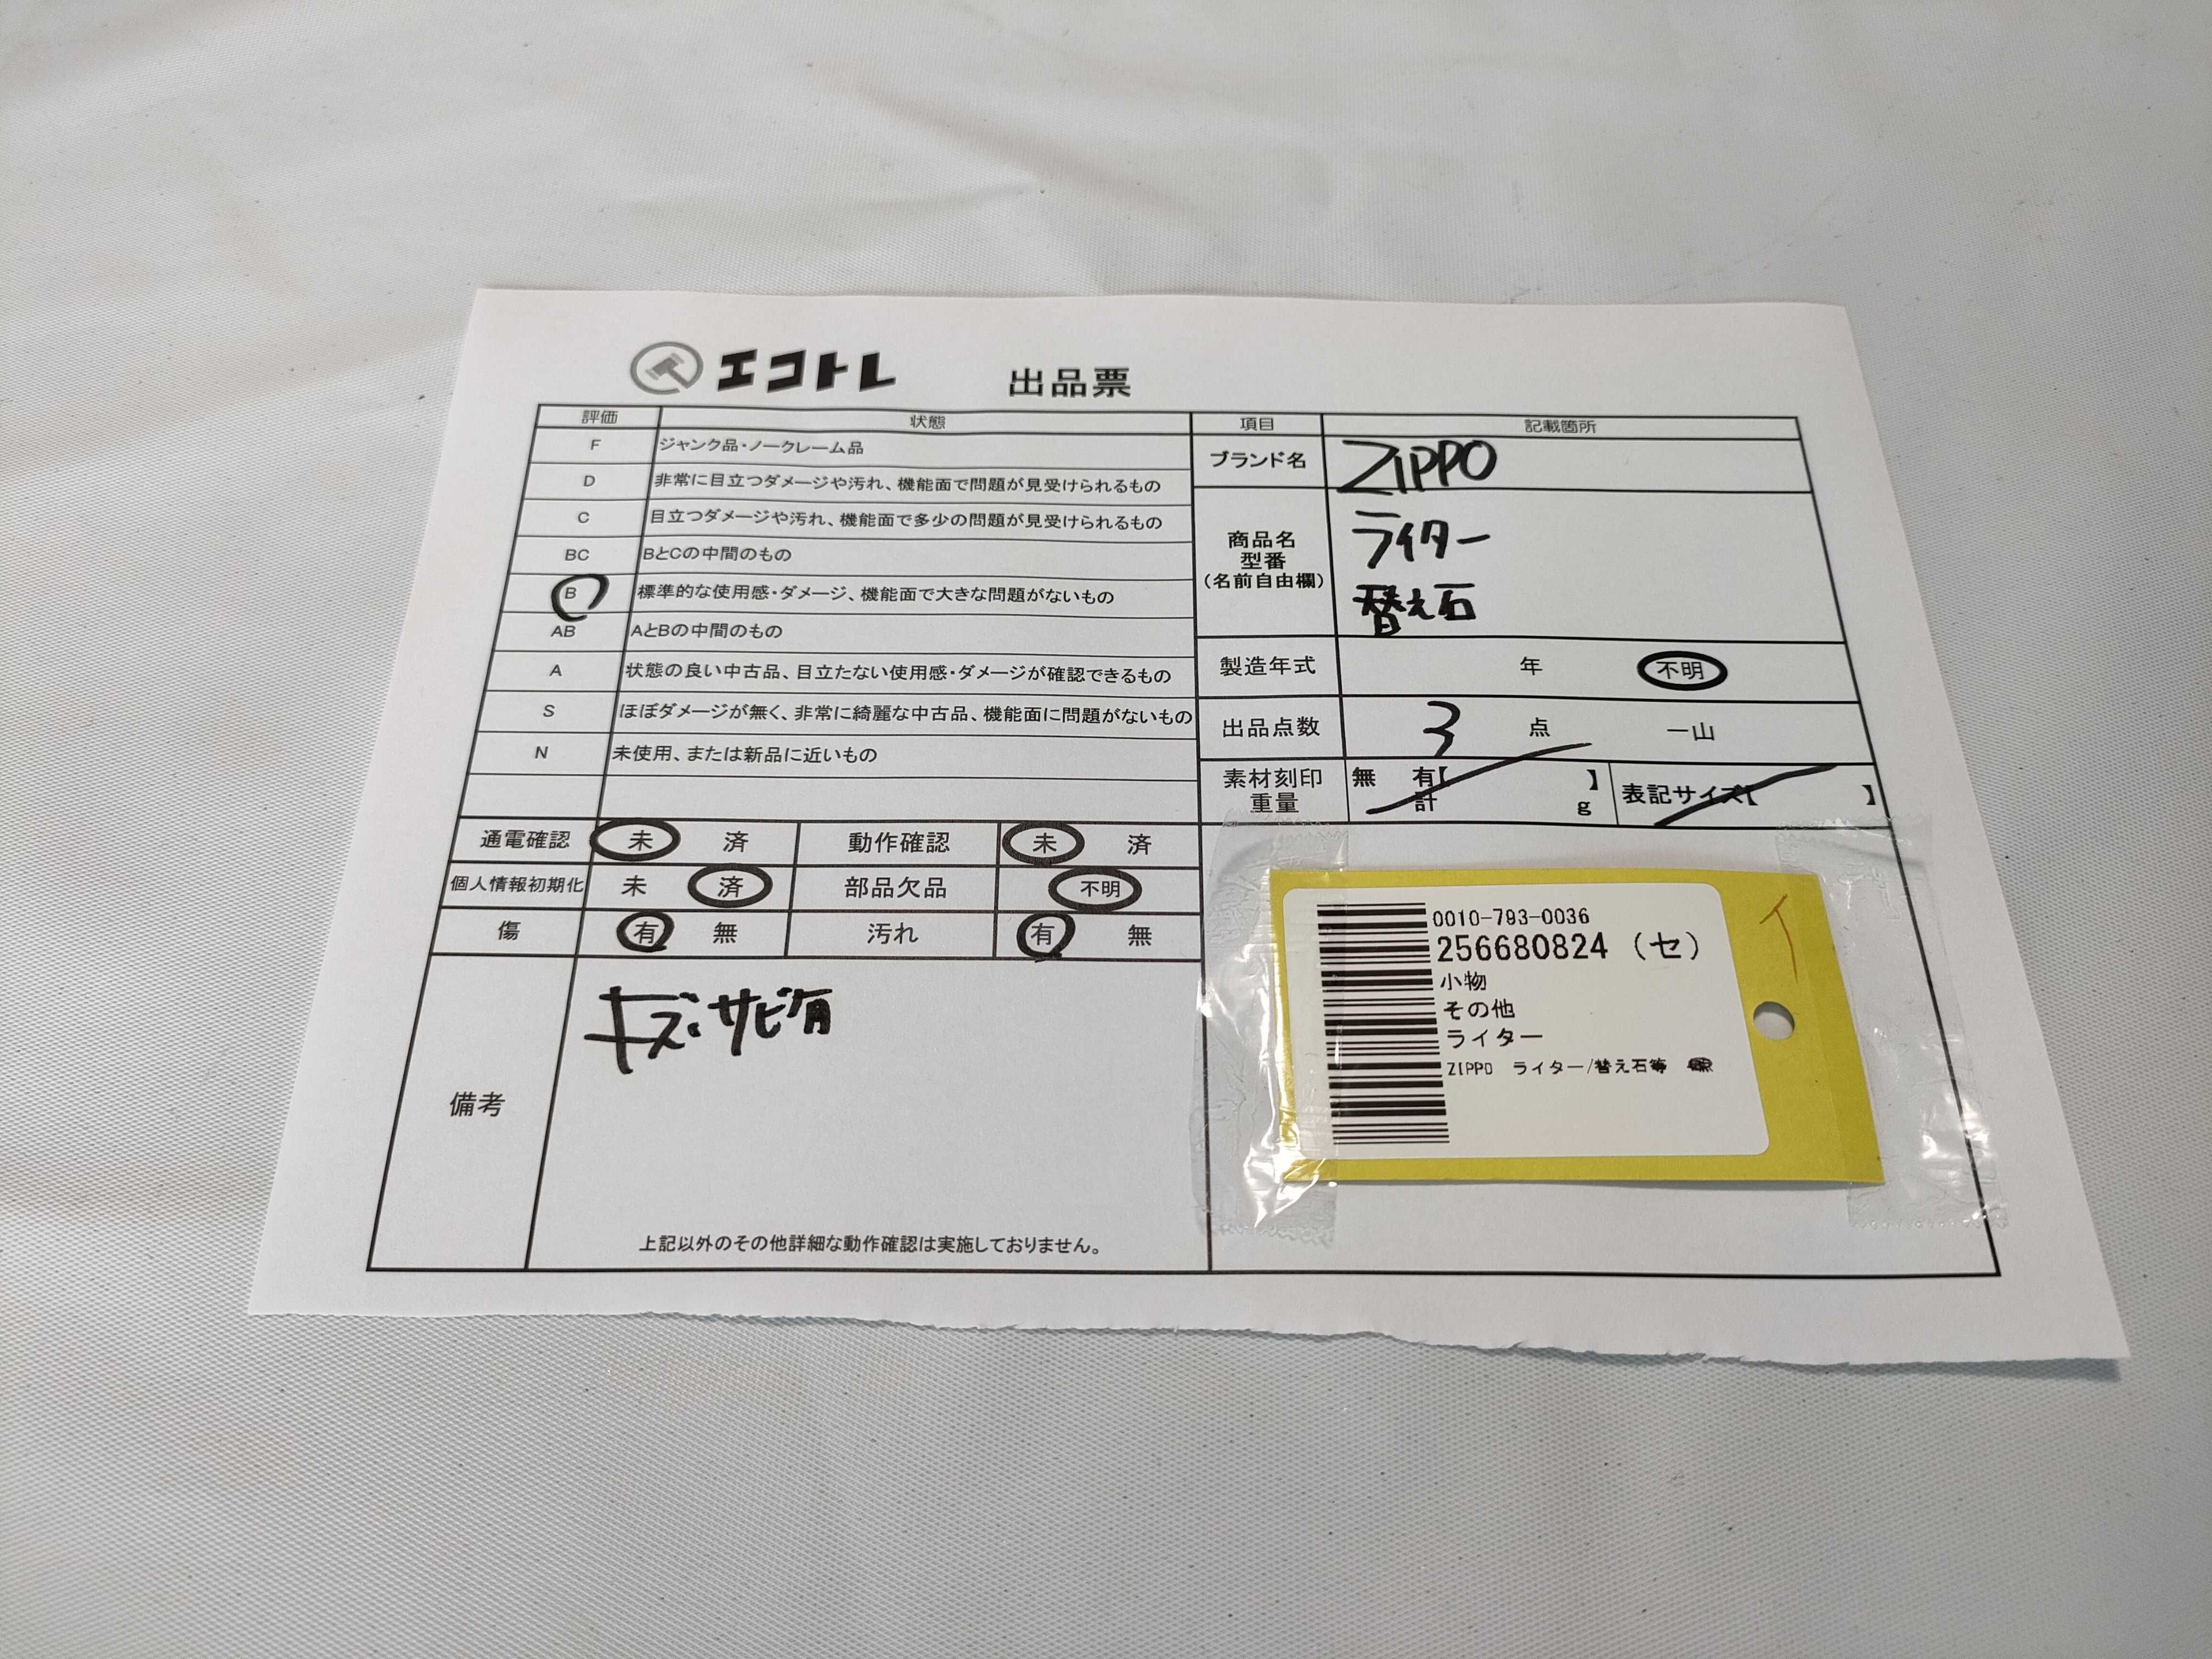 エコトレ 出品票
評価 状態
F ジャンク品・ノークレーム品
D 非常に目立つダメージや汚れ、機能面で問題が見受けられるもの
C 目立つダメージや汚れ、機能面で多少の問題が見受けられるもの
BC BとCの中間のもの
B 標準的な使用感・ダメージ、機能面で大きな問題がないもの
AB AとBの中間のもの
A 状態の良い中古品、目立たない使用感・ダメージが確認できるもの
S ほぼダメージが無く、非常に綺麗な中古品、機能面に問題がないもの
N 未使用、または新品に近いもの
通電確認 未 済 動作確認 未 済
個人情報初期化 未 済 部品欠品 不明
傷 有 無 汚れ 有 無
備考
キズ・サビ有
上記以外のその他詳細な動作確認は実施しておりません。
項目 記載箇所
ブランド名 ZIPPO
商品名
型番
(名前自由欄)
ライター
替え石
製造年式 年 不明
出品点数 3 点 一山
素材刻印 無 有【 】
重量 計 g
表記サイズ【 】
0010-793-0036
256680824 (セ)
小物
その他
ライター
ZIPPO ライター/替え石等